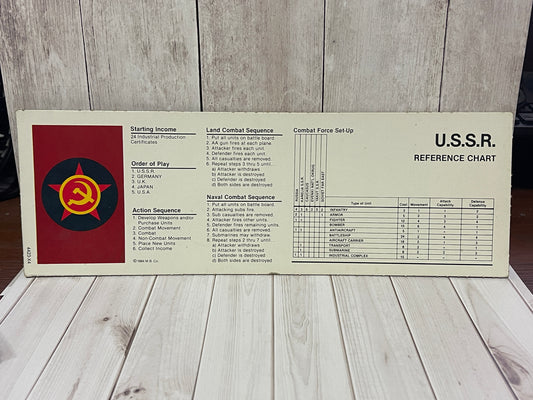 Starting Income
24 Industrial Production
Certificates
Order of Play
1. U.S.S.R.
2. GERMANY
3. U.K.
4. JAPAN
5. U.S.A.
Action Sequence
1. Develop Weapons and/or
Purchase Units
2. Combat Movement
3. Combat
4. Non-Combat Movement
5. Place New Units
6. Collect Income
© 1984 M.B. Co.
4423-X4
Land Combat Sequence
1. Put all units on battle board.
2. AA gun fires at each plane.
3. Attacker fires each unit.
4. Defender fires each unit.
5. All casualties are removed.
6. Repeat steps 3 thru 5 until.
a) Attacker withdraws
b) Attacker is destroyed
c) Defender is destroyed
d) Both sides are destroyed
Naval Combat Sequence
1. Put all units on battle board.
2. Attacking subs fire.
3. Sub casualties are removed.
4. Attacker fires other units.
5. Defender fires remaining units.
6. All casualties are removed.
7. Submarines may withdraw.
8. Repeat steps 2 thru 7 until.
a) Attacker withdraws
b) Attacker is destroyed
c) Defender is destroyed
d) Both sides are destroyed
Combat Force Set-Up
U.S.S.R.
REFERENCE CHART
Type of Unit Cost Movement Attack Capability Defense Capability
INFANTRY
ARMOR
FIGHTER
BOMBER
ANTIAIRCRAFT
BATTLESHIP
AIRCRAFT CARRIER
TRANSPORT
SUBMARINE
INDUSTRIAL COMPLEX